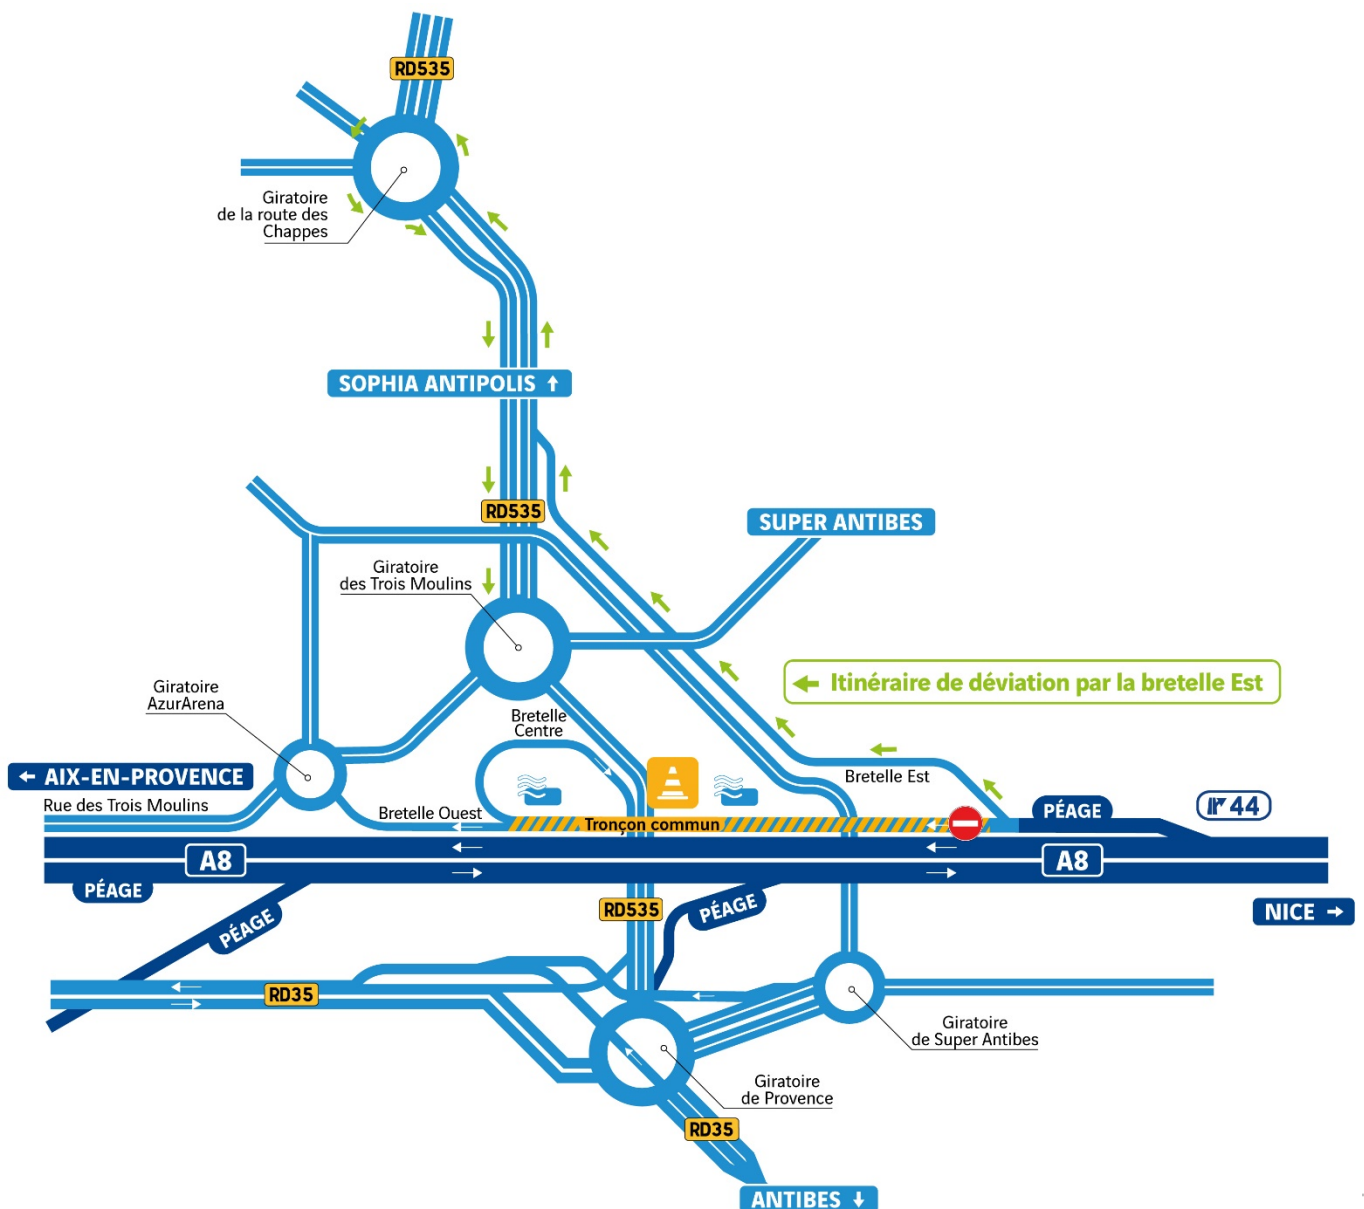 RD535
Giratoire
de la route des
Chappes
SOPHIA ANTIPOLIS ↑
RD535
SUPER ANTIBES
Giratoire
des Trois Moulins
← Itinéraire de déviation par la bretelle Est
Giratoire
AzurArena
Bretelle
Centre
← AIX-EN-PROVENCE
Bretelle Est
Rue des Trois Moulins
Bretelle Ouest
Tronçon commun
PÉAGE
44
A8
A8
PÉAGE
PÉAGE
RD535
PÉAGE
NICE →
RD35
Giratoire
de Super Antibes
Giratoire
de Provence
RD35
ANTIBES ↓